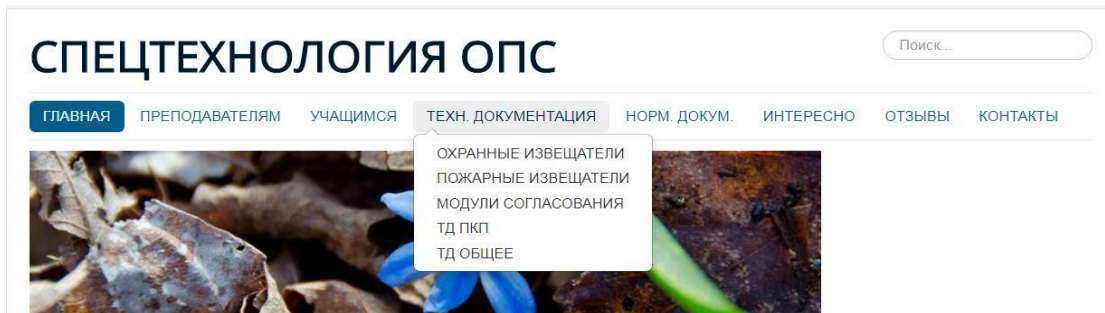 СПЕЦТЕХНОЛОГИЯ ОПС
Поиск...
ГЛАВНАЯ ПРЕПОДАВАТЕЛЯМ УЧАЩИМСЯ ТЕХН. ДОКУМЕНТАЦИЯ НОРМ. ДОКУМ. ИНТЕРЕСНО ОТЗЫВЫ КОНТАКТЫ
ОХРАННЫЕ ИЗВЕЩАТЕЛИ
ПОЖАРНЫЕ ИЗВЕЩАТЕЛИ
МОДУЛИ СОГЛАСОВАНИЯ
ТД ПКП
ТД ОБЩЕЕ